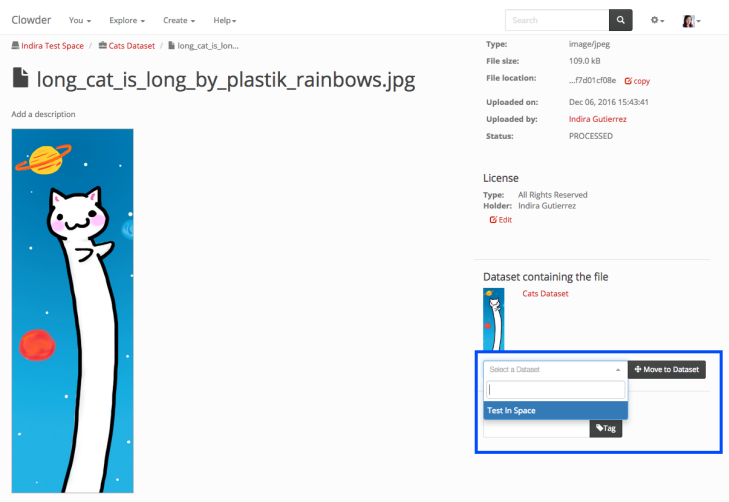 Clowder You Explore Create Help Search
Indira Test Space / Cats Dataset / long_cat_is_lon...
long_cat_is_long_by_plastik_rainbows.jpg
Add a description
Type: image/jpeg
File size: 109.0 kB
File location: ...f7d01cf08e copy
Uploaded on: Dec 06, 2016 15:43:41
Uploaded by: Indira Gutierrez
Status: PROCESSED
License
Type: All Rights Reserved
Holder: Indira Gutierrez
Edit
Dataset containing the file
Cats Dataset
Select a Dataset Move to Dataset
Test In Space
Tag